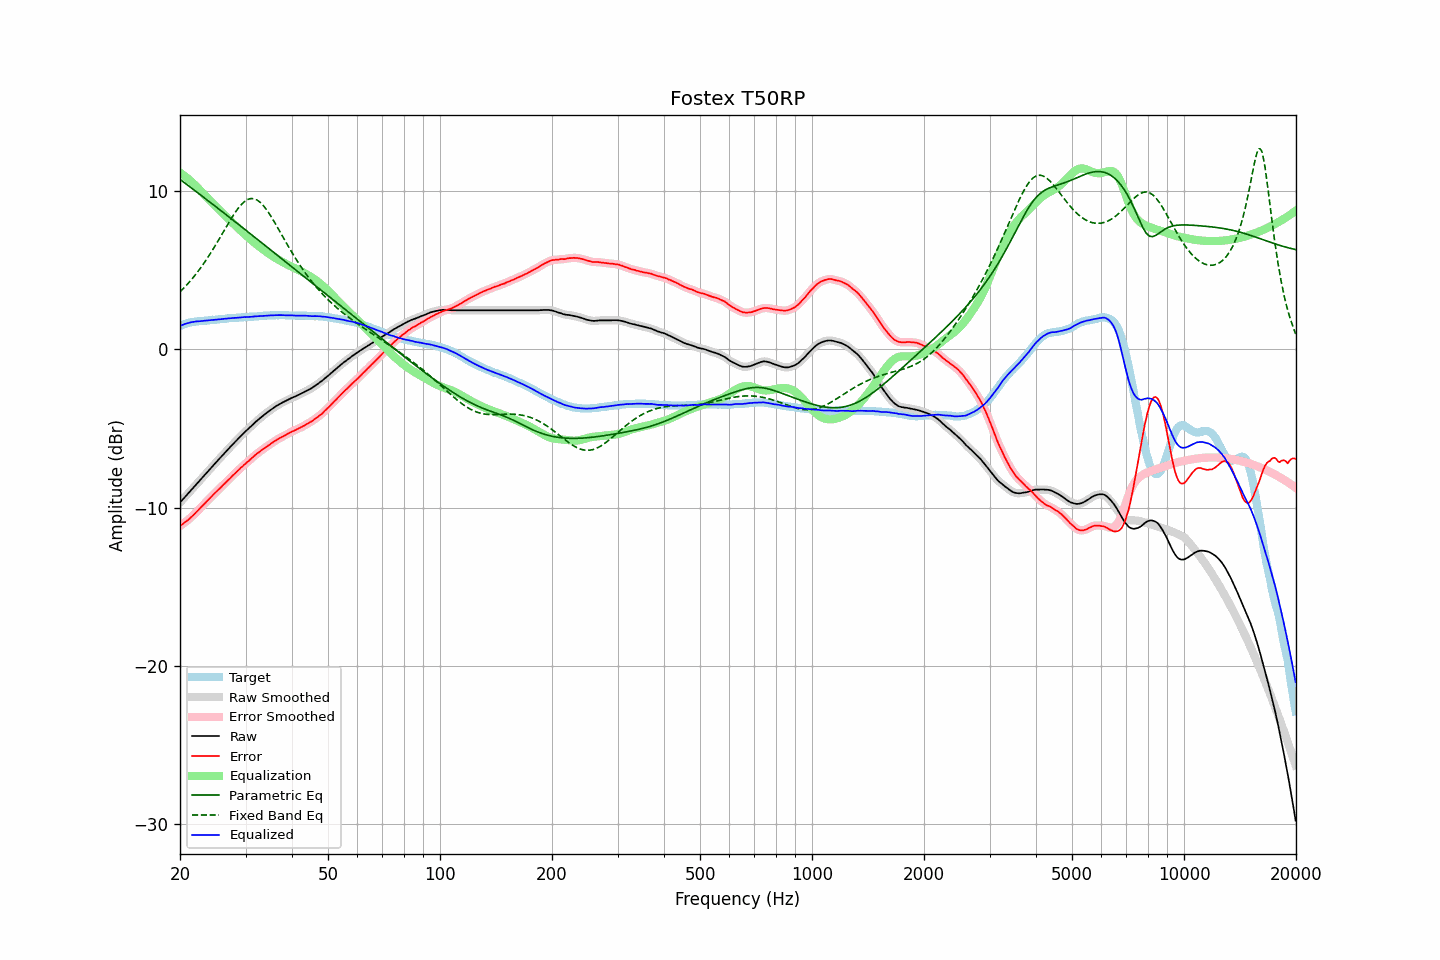 Fostex T50RP
10
0
−10
−20
−30
Amplitude (dBr)
Target
Raw Smoothed
Error Smoothed
Raw
Error
Equalization
Parametric Eq
Fixed Band Eq
Equalized
20 50 100 200 500 1000 2000 5000 10000 20000
Frequency (Hz)